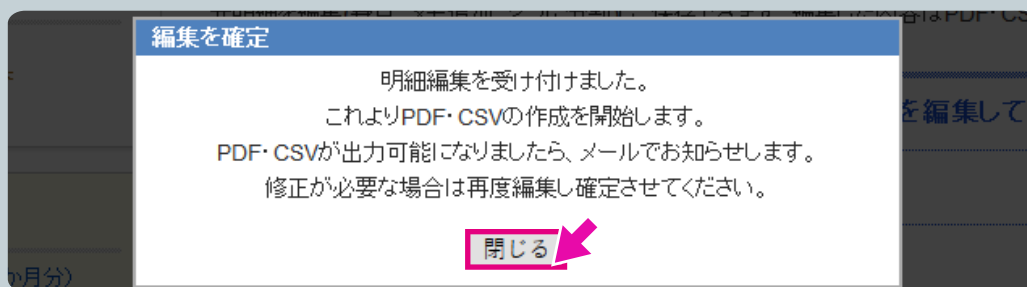 編集を確定
明細編集を受け付けました。
これよりPDF・CSVの作成を開始します。
を編集して
PDF・CSVが出力可能になりましたら、メールでお知らせします。
修正が必要な場合は再度編集し確定させてください。
閉じる
か月分)